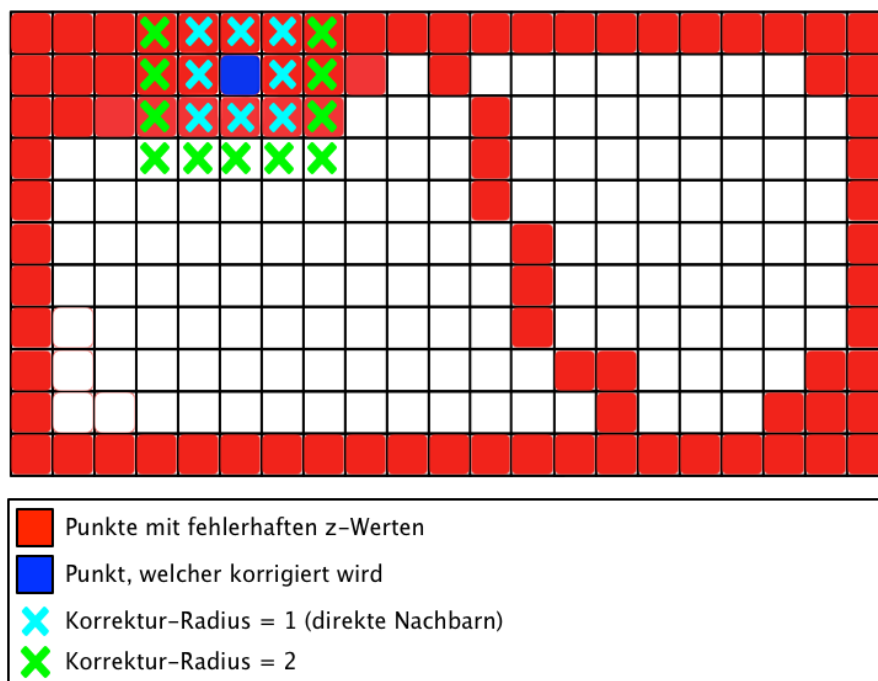 Punkte mit fehlerhaften z-Werten
Punkt, welcher korrigiert wird
Korrektur-Radius = 1 (direkte Nachbarn)
Korrektur-Radius = 2